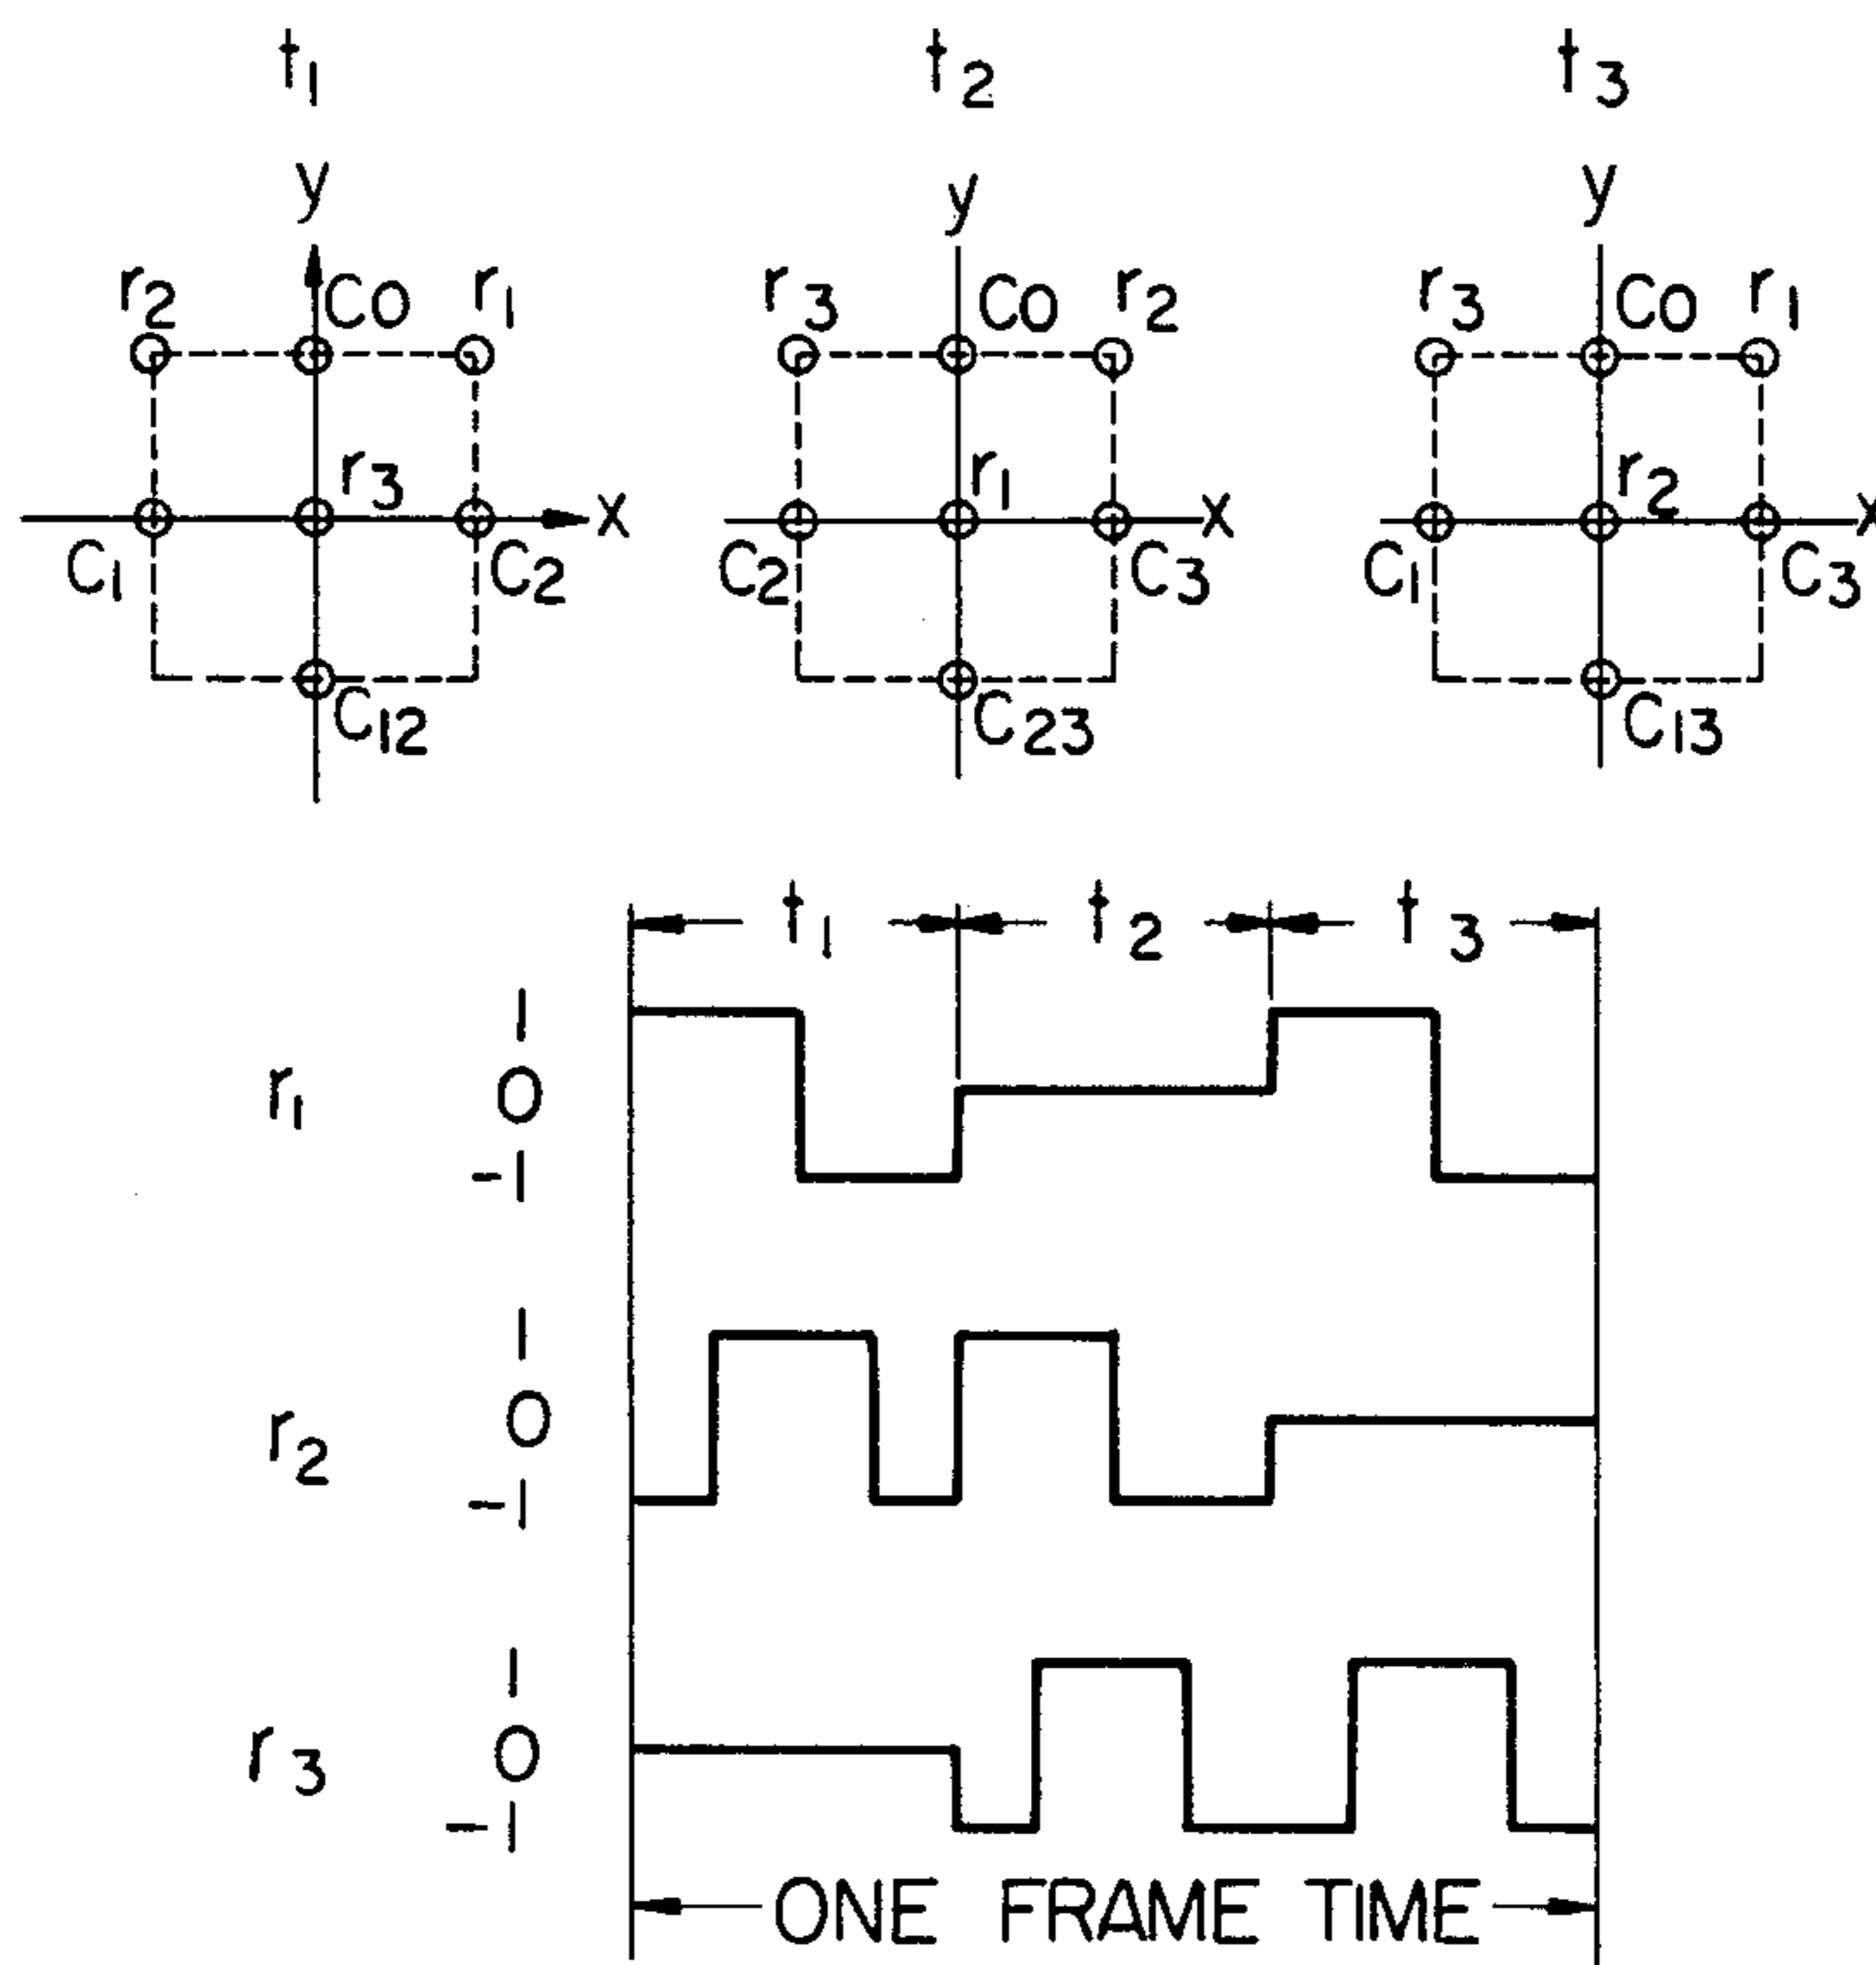 t1 t2 t3
y y y
r2 C0 r1 r3 C0 r2 r3 C0 r1
r3 X r1 X r2 X
C1 C2 C2 C3 C1 C3
C12 C23 C13
t1 t2 t3
1
r1 0
-1
1
r2 0
-1
1
r3 0
-1
ONE FRAME TIME